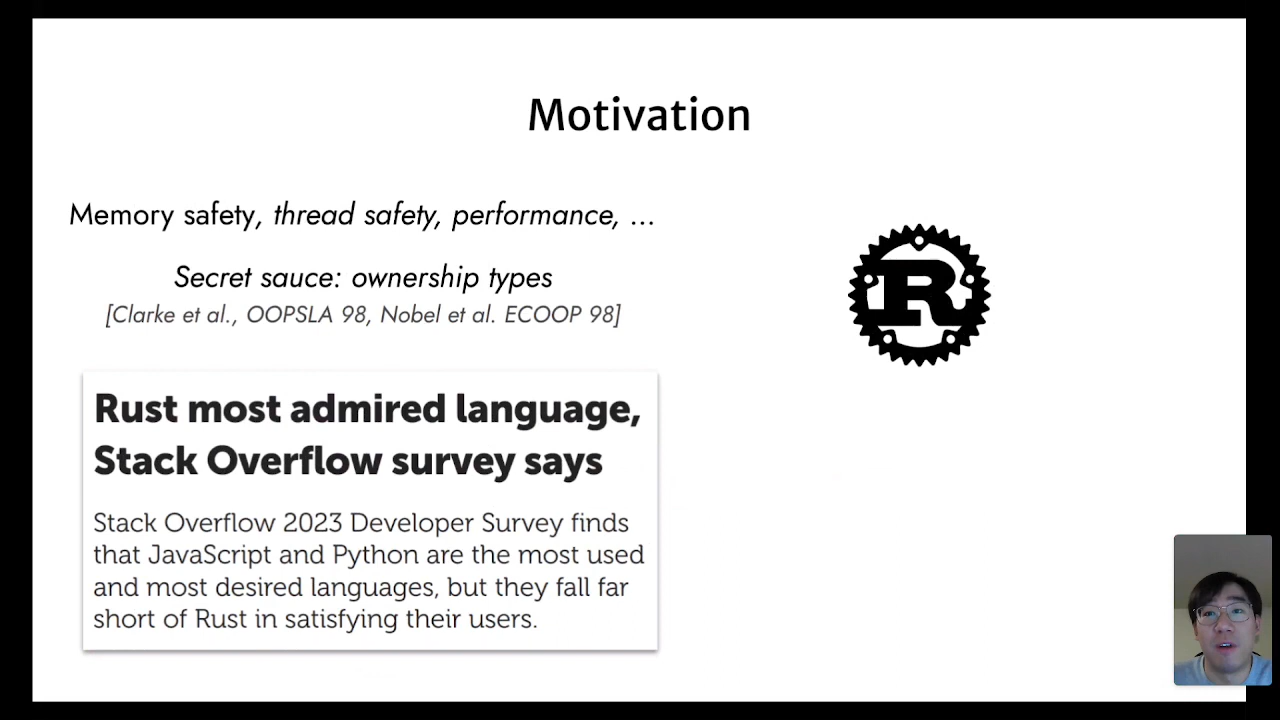 Motivation
Memory safety, thread safety, performance, ...
Secret sauce: ownership types
[Clarke et al., OOPSLA 98, Nobel et al. ECOOP 98]
R
Rust most admired language,
Stack Overflow survey says
Stack Overflow 2023 Developer Survey finds
that JavaScript and Python are the most used
and most desired languages, but they fall far
short of Rust in satisfying their users.